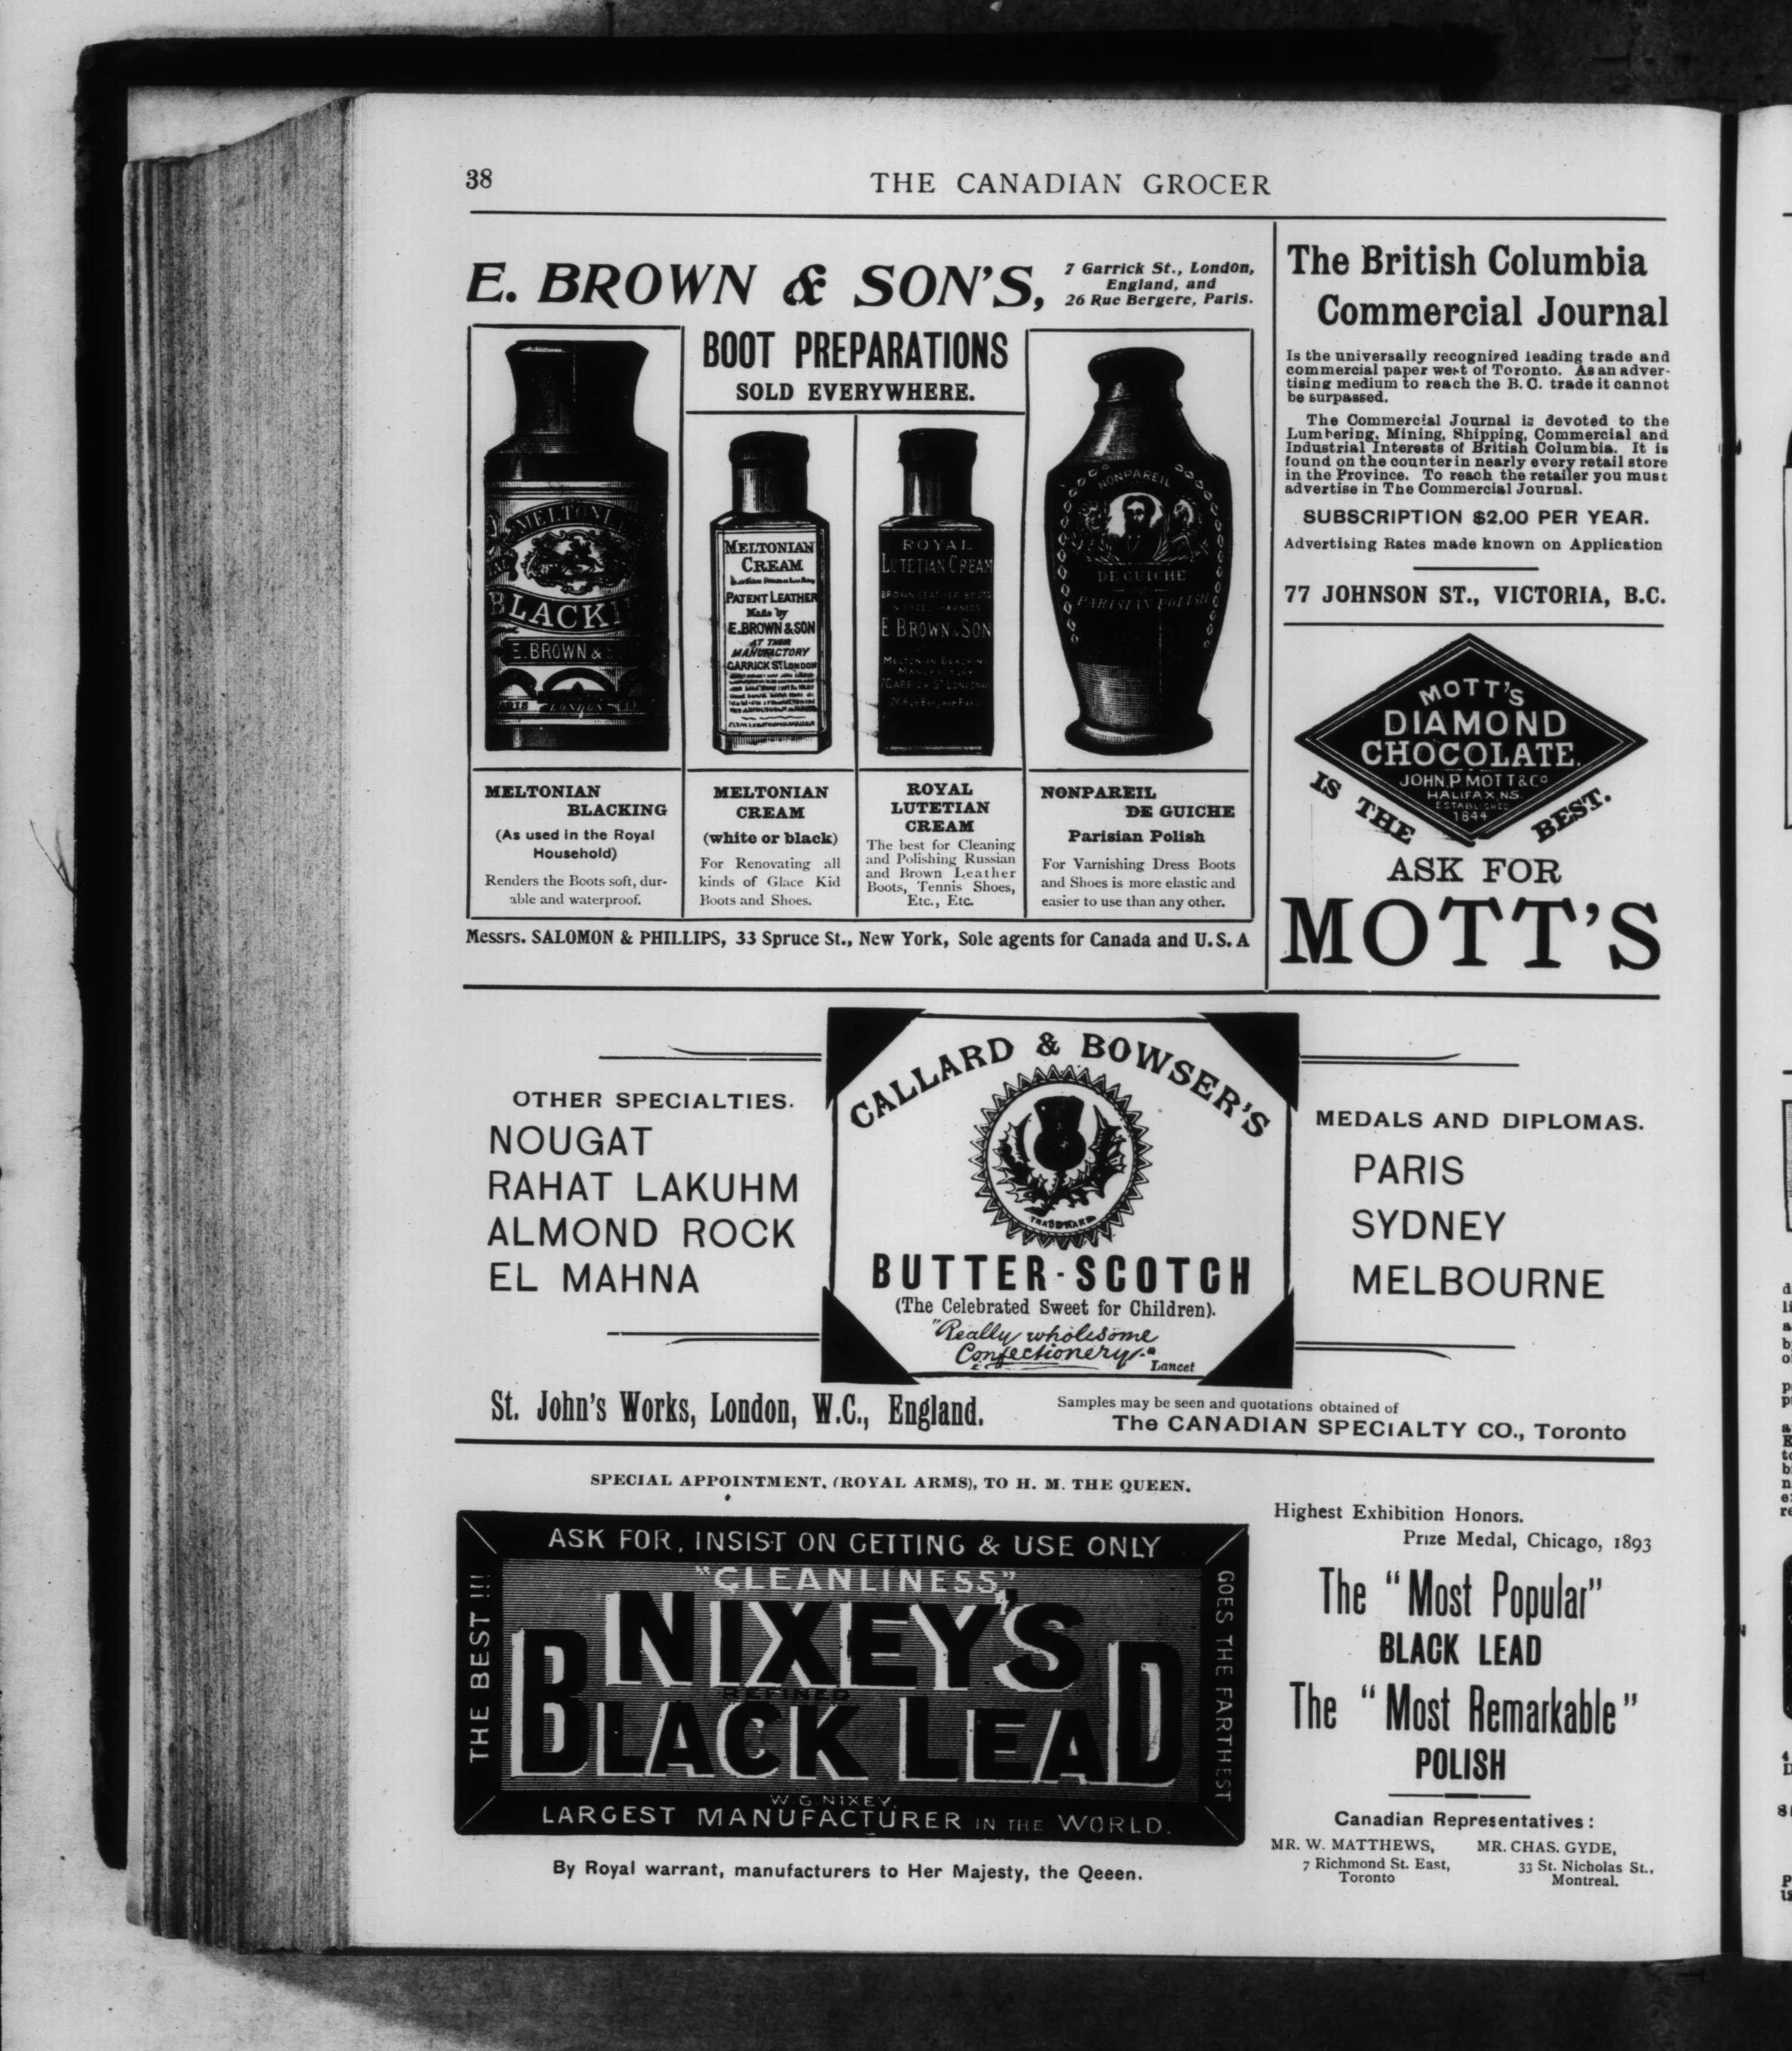 38
THE CANADIAN GROCER
E. BROWN & SON'S,
7 Garrick St., London,
England, and
26 Rue Bergere, Paris.
BOOT PREPARATIONS
SOLD EVERYWHERE.
MELTONIAN
BLACKI
E. BROWN &
LONDON
MELTONIAN
CREAM
PATENT LEATHER
Made by
E. BROWN & SON
AT THEIR
MANUFACTORY
GARRICK ST LONDON
ROYAL
LUTETIAN CREAM
BROWN LEATHER BOOTS
E. BROWN & SON
MELTONIAN BLACKING
MANUFACTORY
7 GARRICK ST LONDON
26 Rue Bergere Paris
NONPAREIL
DE GUICHE
PARISIAN POLISH
MELTONIAN
BLACKING
(As used in the Royal
Household)
Renders the Boots soft, dur-
able and waterproof.
MELTONIAN
CREAM
(white or black)
For Renovating all
kinds of Glace Kid
Boots and Shoes.
ROYAL
LUTETIAN
CREAM
The best for Cleaning
and Polishing Russian
and Brown Leather
Boots, Tennis Shoes,
Etc., Etc.
NONPAREIL
DE GUICHE
Parisian Polish
For Varnishing Dress Boots
and Shoes is more elastic and
easier to use than any other.
Messrs. SALOMON & PHILLIPS, 33 Spruce St., New York, Sole agents for Canada and U.S.A
The British Columbia
Commercial Journal
Is the universally recognized leading trade and
commercial paper west of Toronto. As an adver-
tising medium to reach the B.C. trade it cannot
be surpassed.
The Commercial Journal is devoted to the
Lumbering, Mining, Shipping, Commercial and
Industrial Interests of British Columbia. It is
found on the counter in nearly every retail store
in the Province. To reach the retailer you must
advertise in The Commercial Journal.
SUBSCRIPTION $2.00 PER YEAR.
Advertising Rates made known on Application
77 JOHNSON ST., VICTORIA, B.C.
MOTT'S
DIAMOND
CHOCOLATE.
JOHN. P. MOTT & Co
HALIFAX, N.S.
ESTABLISHED
1844
IS THE BEST.
ASK FOR
MOTT'S
OTHER SPECIALTIES.
NOUGAT
RAHAT LAKUHM
ALMOND ROCK
EL MAHNA
CALLARD & BOWSER'S
TRADE MARK
BUTTER-SCOTCH
(The Celebrated Sweet for Children).
"Really wholesome
Confectionery."
Lancet
MEDALS AND DIPLOMAS.
PARIS
SYDNEY
MELBOURNE
St. John's Works, London, W.C., England.
Samples may be seen and quotations obtained of
The CANADIAN SPECIALTY CO., Toronto
SPECIAL APPOINTMENT, (ROYAL ARMS), TO H. M. THE QUEEN.
ASK FOR, INSIST ON GETTING & USE ONLY
THE BEST !!!
"CLEANLINESS"
NIXEY'S
REFINED
BLACK LEAD
GOES THE FARTHEST
W. G. NIXEY,
LARGEST MANUFACTURER IN THE WORLD.
By Royal warrant, manufacturers to Her Majesty, the Qeeen.
Highest Exhibition Honors.
Prize Medal, Chicago, 1893
The "Most Popular"
BLACK LEAD
The "Most Remarkable"
POLISH
Canadian Representatives:
MR. W. MATTHEWS,
7 Richmond St. East,
Toronto
MR. CHAS. GYDE,
33 St. Nicholas St.,
Montreal.